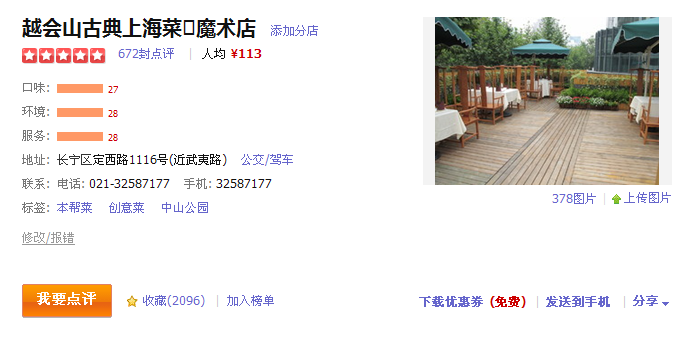 越会山古典上海菜魔术店 添加分店
672封点评 | 人均 ¥113
口味: 27
环境: 28
服务: 28
地址: 长宁区定西路1116号(近武夷路) 公交/驾车
联系: 电话: 021-32587177 手机: 32587177
标签: 本帮菜 创意菜 中山公园
修改/报错
378图片 | 上传图片
我要点评 收藏(2096) | 加入榜单 下载优惠券 (免费) | 发送到手机 | 分享